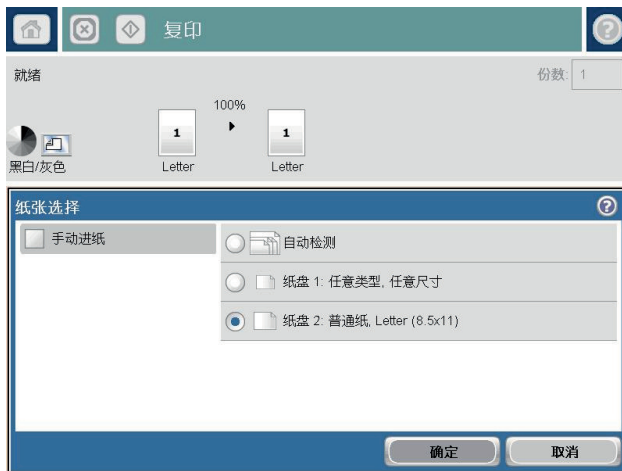 复印
?
就绪
份数: 1
100%
1
1
黑白/灰色
Letter
Letter
纸张选择
?
手动进纸
自动检测
纸盘 1: 任意类型, 任意尺寸
纸盘 2: 普通纸, Letter (8.5x11)
确定
取消